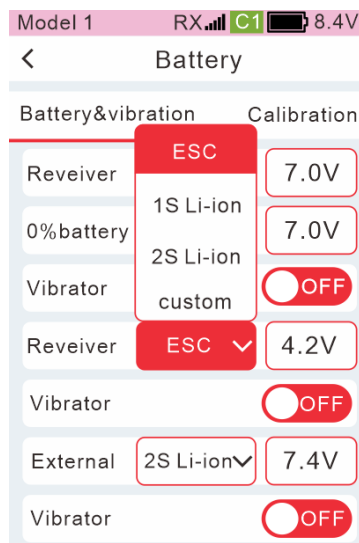 Model 1 RX C1 8.4V
< Battery
Battery&vibration Calibration
ESC
Reveiver 7.0V
1S Li-ion
0%battery 7.0V
2S Li-ion
Vibrator OFF
custom
Reveiver ESC 4.2V
Vibrator OFF
External 2S Li-ion 7.4V
Vibrator OFF